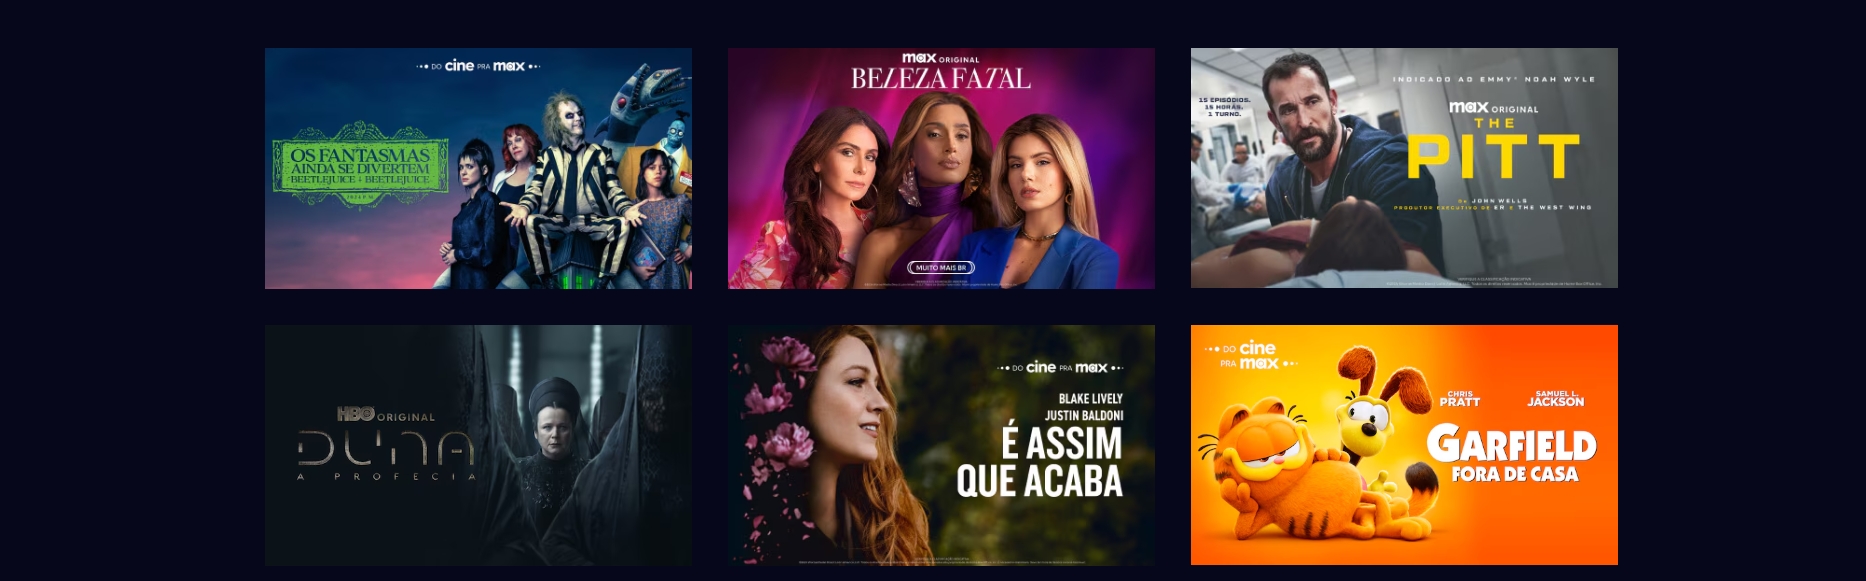 DO cine PRA max
OS FANTASMAS
AINDA SE DIVERTEM
BEETLEJUICE BEETLEJUICE
max ORIGINAL
BELEZA FATAL
MUITO MAIS BR
INDICADO AO EMMY® NOAH WYLE
15 EPISÓDIOS.
15 HORAS.
1 TURNO.
max ORIGINAL
THE
PITT
DE JOHN WELLS
PRODUTOR EXECUTIVO DE ER E THE WEST WING
HBO ORIGINAL
DUNA
A PROFECIA
DO cine PRA max
BLAKE LIVELY
JUSTIN BALDONI
É ASSIM
QUE ACABA
DO cine
PRA max
CHRIS
PRATT
SAMUEL L.
JACKSON
GARFIELD
FORA DE CASA